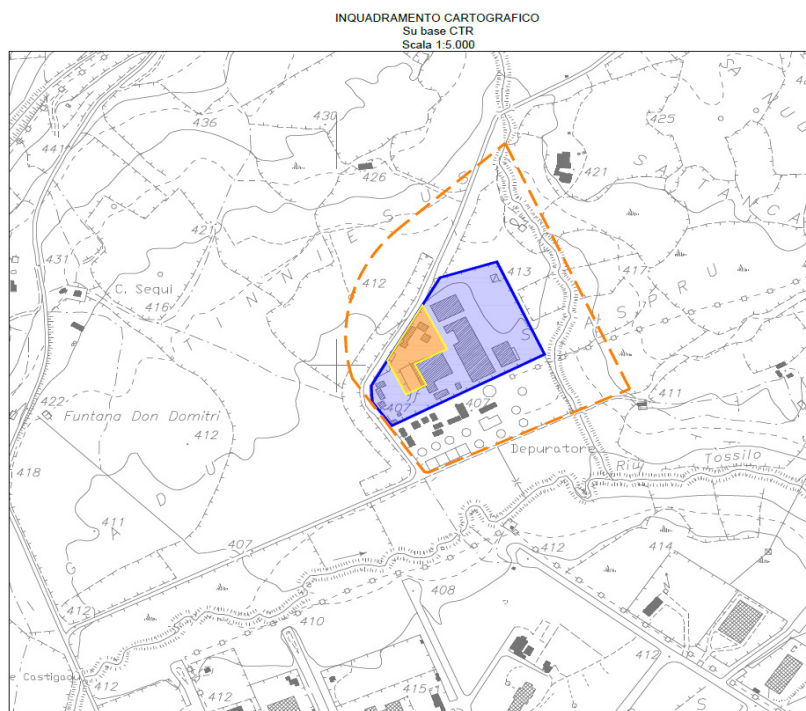 INQUADRAMENTO CARTOGRAFICO
Su base CTR
Scala 1:5.000
430
436
425
441
426
421
S A T A N C A
N N I E S U S
421
431
412
413
417
C. Sequi
416
A S P R U
S
422
407
407
411
Funtana Don Domitri
412
Depuratore
418
Riu Tossilo
G A D U
411
407
412
414
408
412
410
412
e Castigadu
412
412
415
S